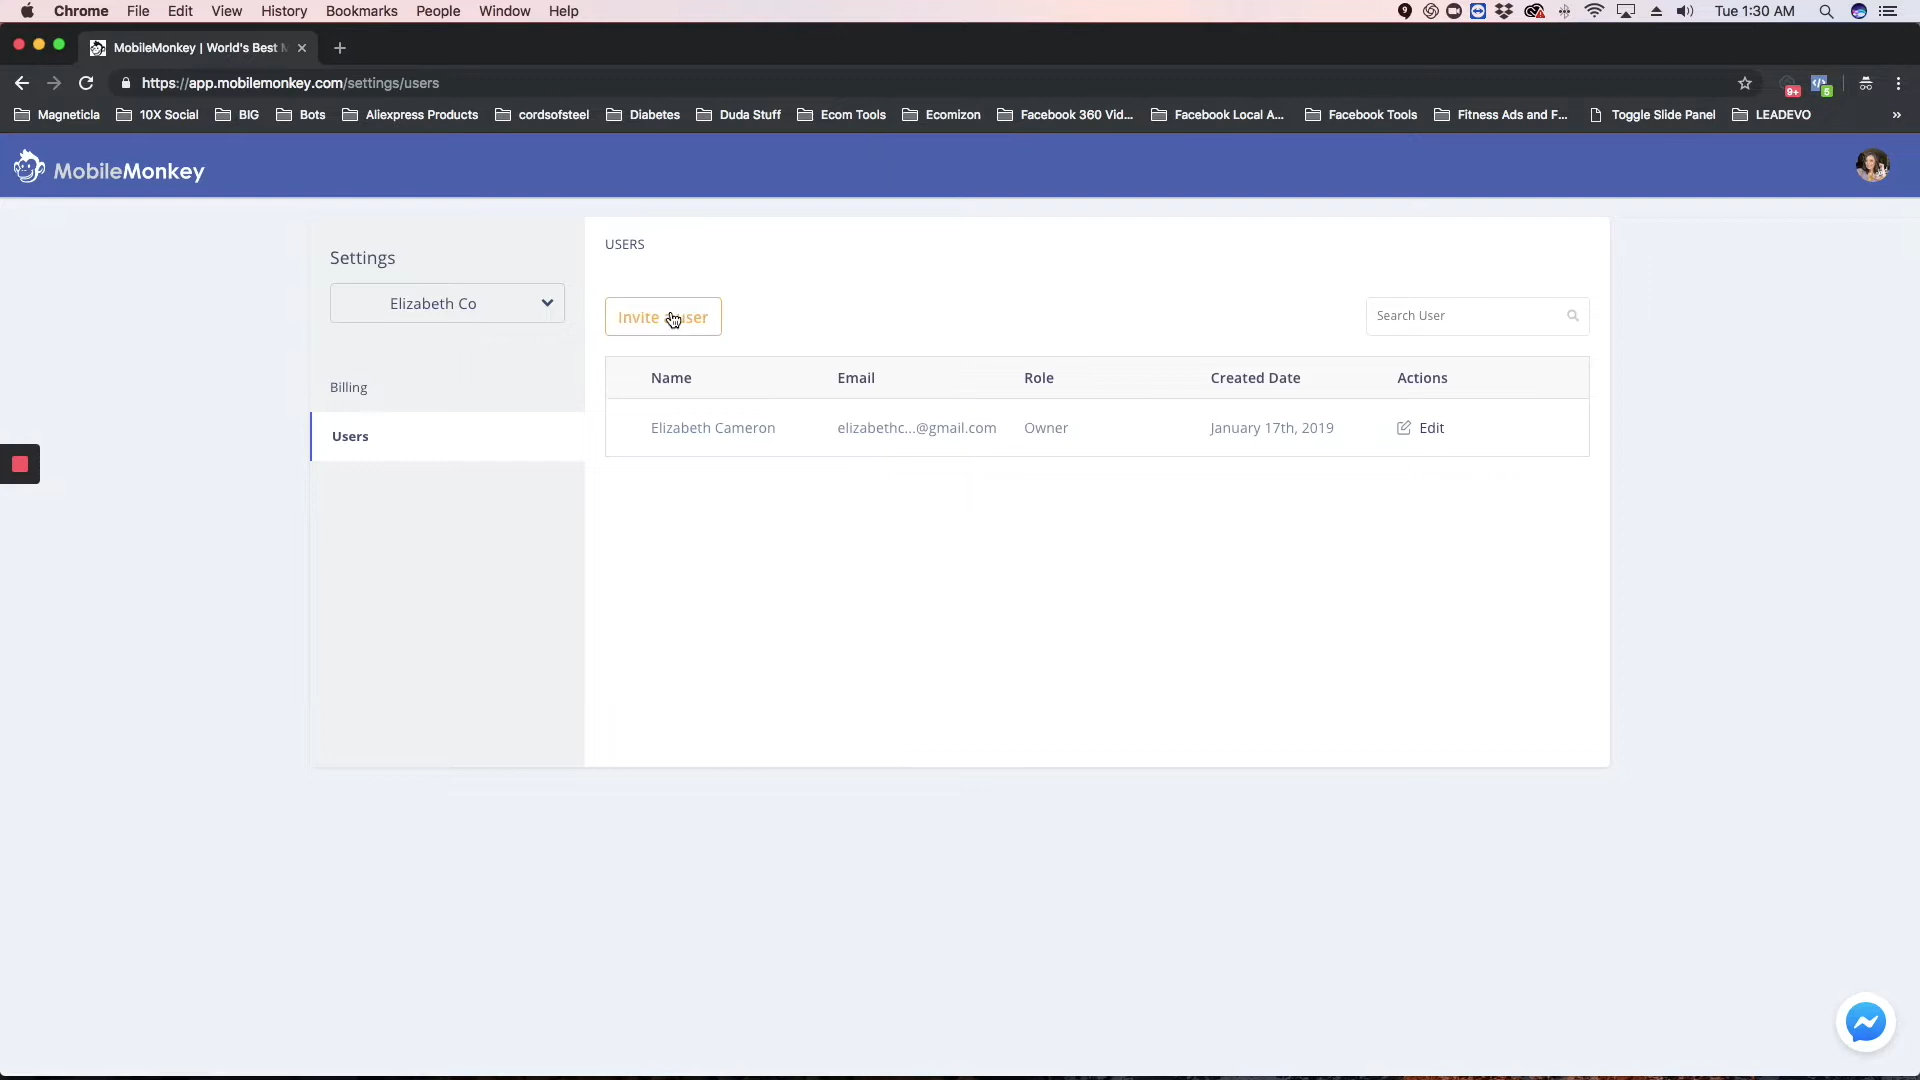 Chrome File Edit View History Bookmarks People Window Help 9 Tue 1:30 AM
MobileMonkey | World's Best M
https://app.mobilemonkey.com/settings/users 9+ 5
Magneticla 10X Social BIG Bots Aliexpress Products cordsofsteel Diabetes Duda Stuff Ecom Tools Ecomizon Facebook 360 Vid... Facebook Local A... Facebook Tools Fitness Ads and F... Toggle Slide Panel LEADEVO »
MobileMonkey
Settings
Elizabeth Co
Billing
Users
USERS
Invite user
Search User
Name Email Role Created Date Actions
Elizabeth Cameron elizabethc...@gmail.com Owner January 17th, 2019 Edit